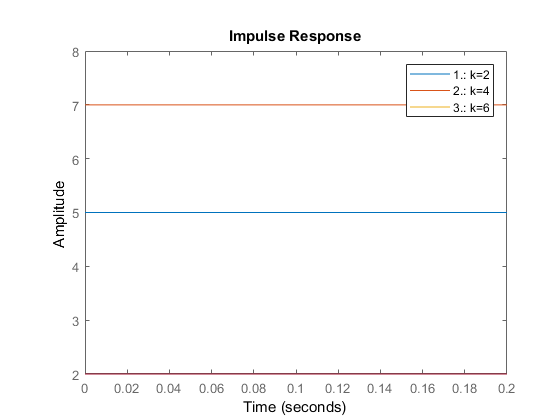 Impulse Response
8
7
6
5
4
3
2
Amplitude
1.: k=2
2.: k=4
3.: k=6
0 0.02 0.04 0.06 0.08 0.1 0.12 0.14 0.16 0.18 0.2
Time (seconds)